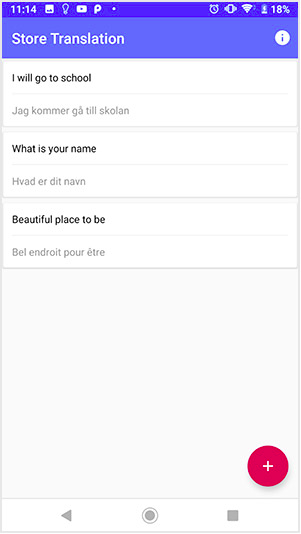 11:14
18%
Store Translation
I will go to school
Jag kommer gå till skolan
What is your name
Hvad er dit navn
Beautiful place to be
Bel endroit pour être